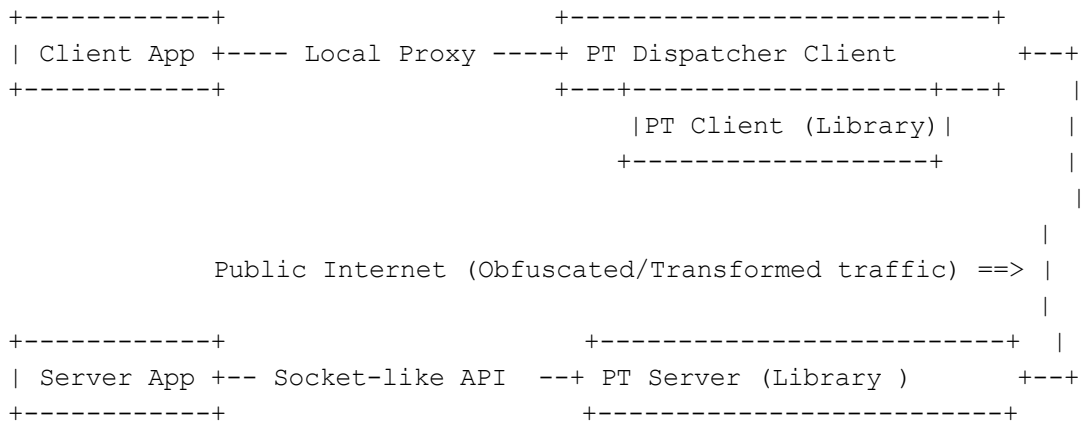 +------------+                    +---------------------------+
| Client App +---- Local Proxy ----+ PT Dispatcher Client        +--+
+------------+                    +---+-------------------+---+    |
|PT Client (Library)|        |
+-------------------+        |
|
|
Public Internet (Obfuscated/Transformed traffic) ==> |
|
+------------+                      +--------------------------+  |
| Server App +-- Socket-like API  --+ PT Server (Library )       +--+
+------------+                      +--------------------------+